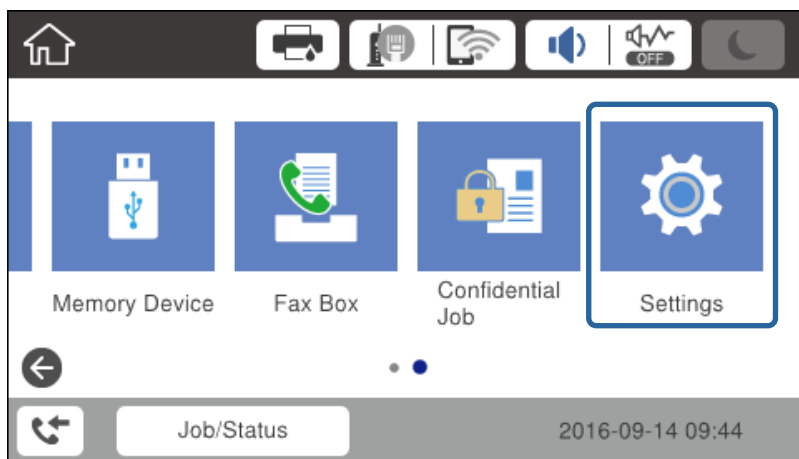 OFF
Memory Device
Fax Box
Confidential
Job
Settings
Job/Status
2016-09-14 09:44